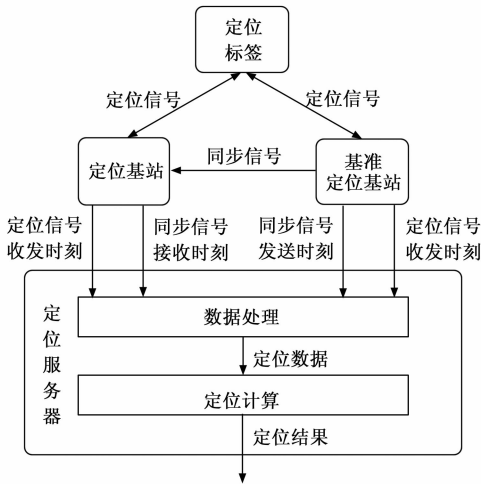 定位
标签
定位信号
定位信号
定位基站
同步信号
基准
定位基站
定位信号
收发时刻
同步信号
接收时刻
同步信号
发送时刻
定位信号
收发时刻
定位服务器
数据处理
定位数据
定位计算
定位结果